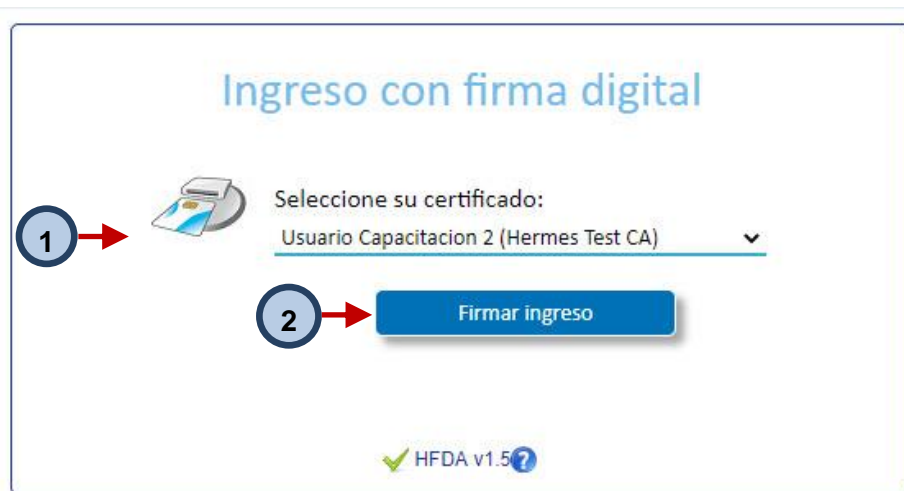 Ingreso con firma digital
Seleccione su certificado:
1
Usuario Capacitacion 2 (Hermes Test CA)
2
Firmar ingreso
HFDA v1.5?